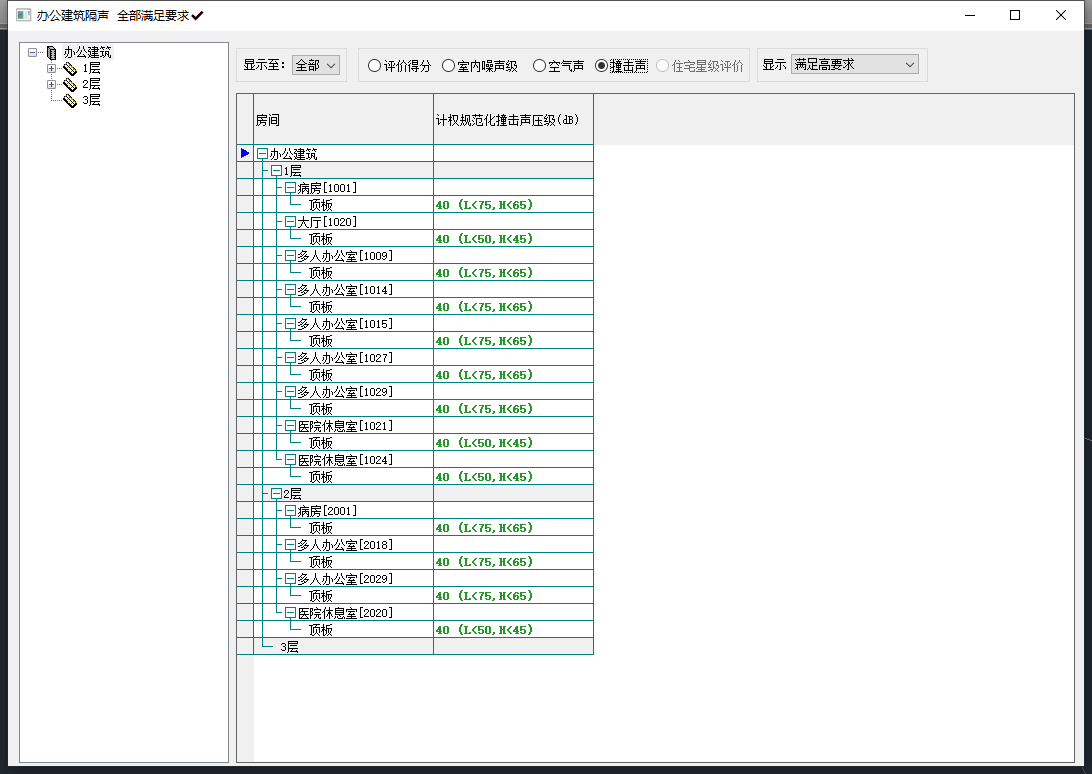 办公建筑隔声 全部满足要求✔
办公建筑
1层
2层
3层
显示至: 全部 评价得分 室内噪声级 空气声 撞击声 住宅星级评价 显示 满足高要求
房间 计权规范化撞击声压级(dB)
办公建筑
1层
病房[1001]
顶板 40 (L<75,H<65)
大厅[1020]
顶板 40 (L<50,H<45)
多人办公室[1009]
顶板 40 (L<75,H<65)
多人办公室[1014]
顶板 40 (L<75,H<65)
多人办公室[1015]
顶板 40 (L<75,H<65)
多人办公室[1027]
顶板 40 (L<75,H<65)
多人办公室[1029]
顶板 40 (L<75,H<65)
医院休息室[1021]
顶板 40 (L<50,H<45)
医院休息室[1024]
顶板 40 (L<50,H<45)
2层
病房[2001]
顶板 40 (L<75,H<65)
多人办公室[2018]
顶板 40 (L<75,H<65)
多人办公室[2029]
顶板 40 (L<75,H<65)
医院休息室[2020]
顶板 40 (L<50,H<45)
3层